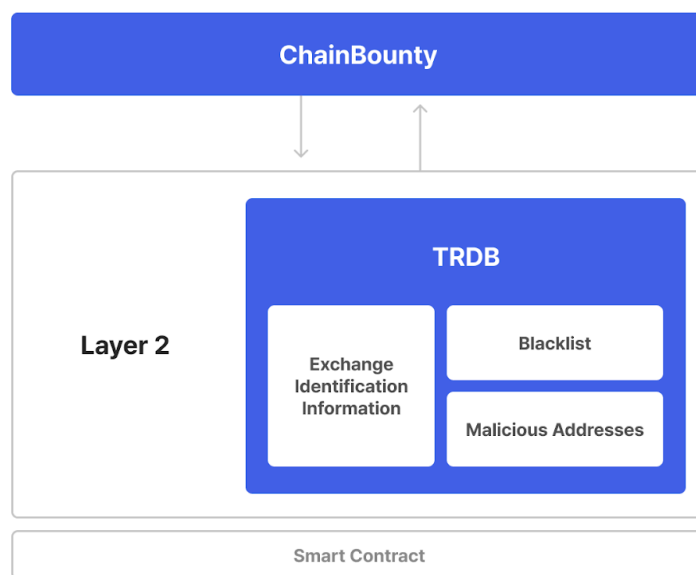 ChainBounty
TRDB
Layer 2
Exchange
Identification
Information
Blacklist
Malicious Addresses
Smart Contract